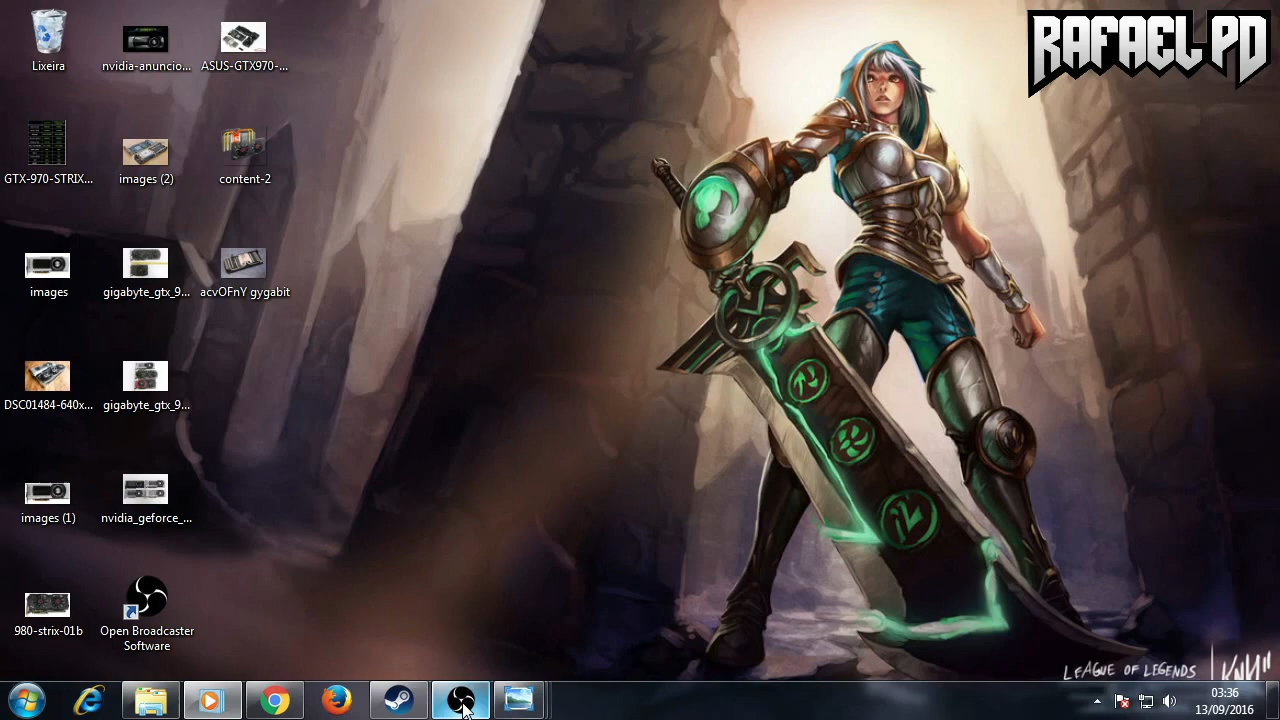 RAFAEL PD
Lixeira
nvidia-anuncio...
ASUS-GTX970-...
GTX-970-STRIX...
images (2)
content-2
images
gigabyte_gtx_9...
acvOFnY gygabit
DSC01484-640x...
gigabyte_gtx_9...
images (1)
nvidia_geforce_...
980-strix-01b
Open Broadcaster
Software
LEAGUE OF LEGENDS
03:36
13/09/2016